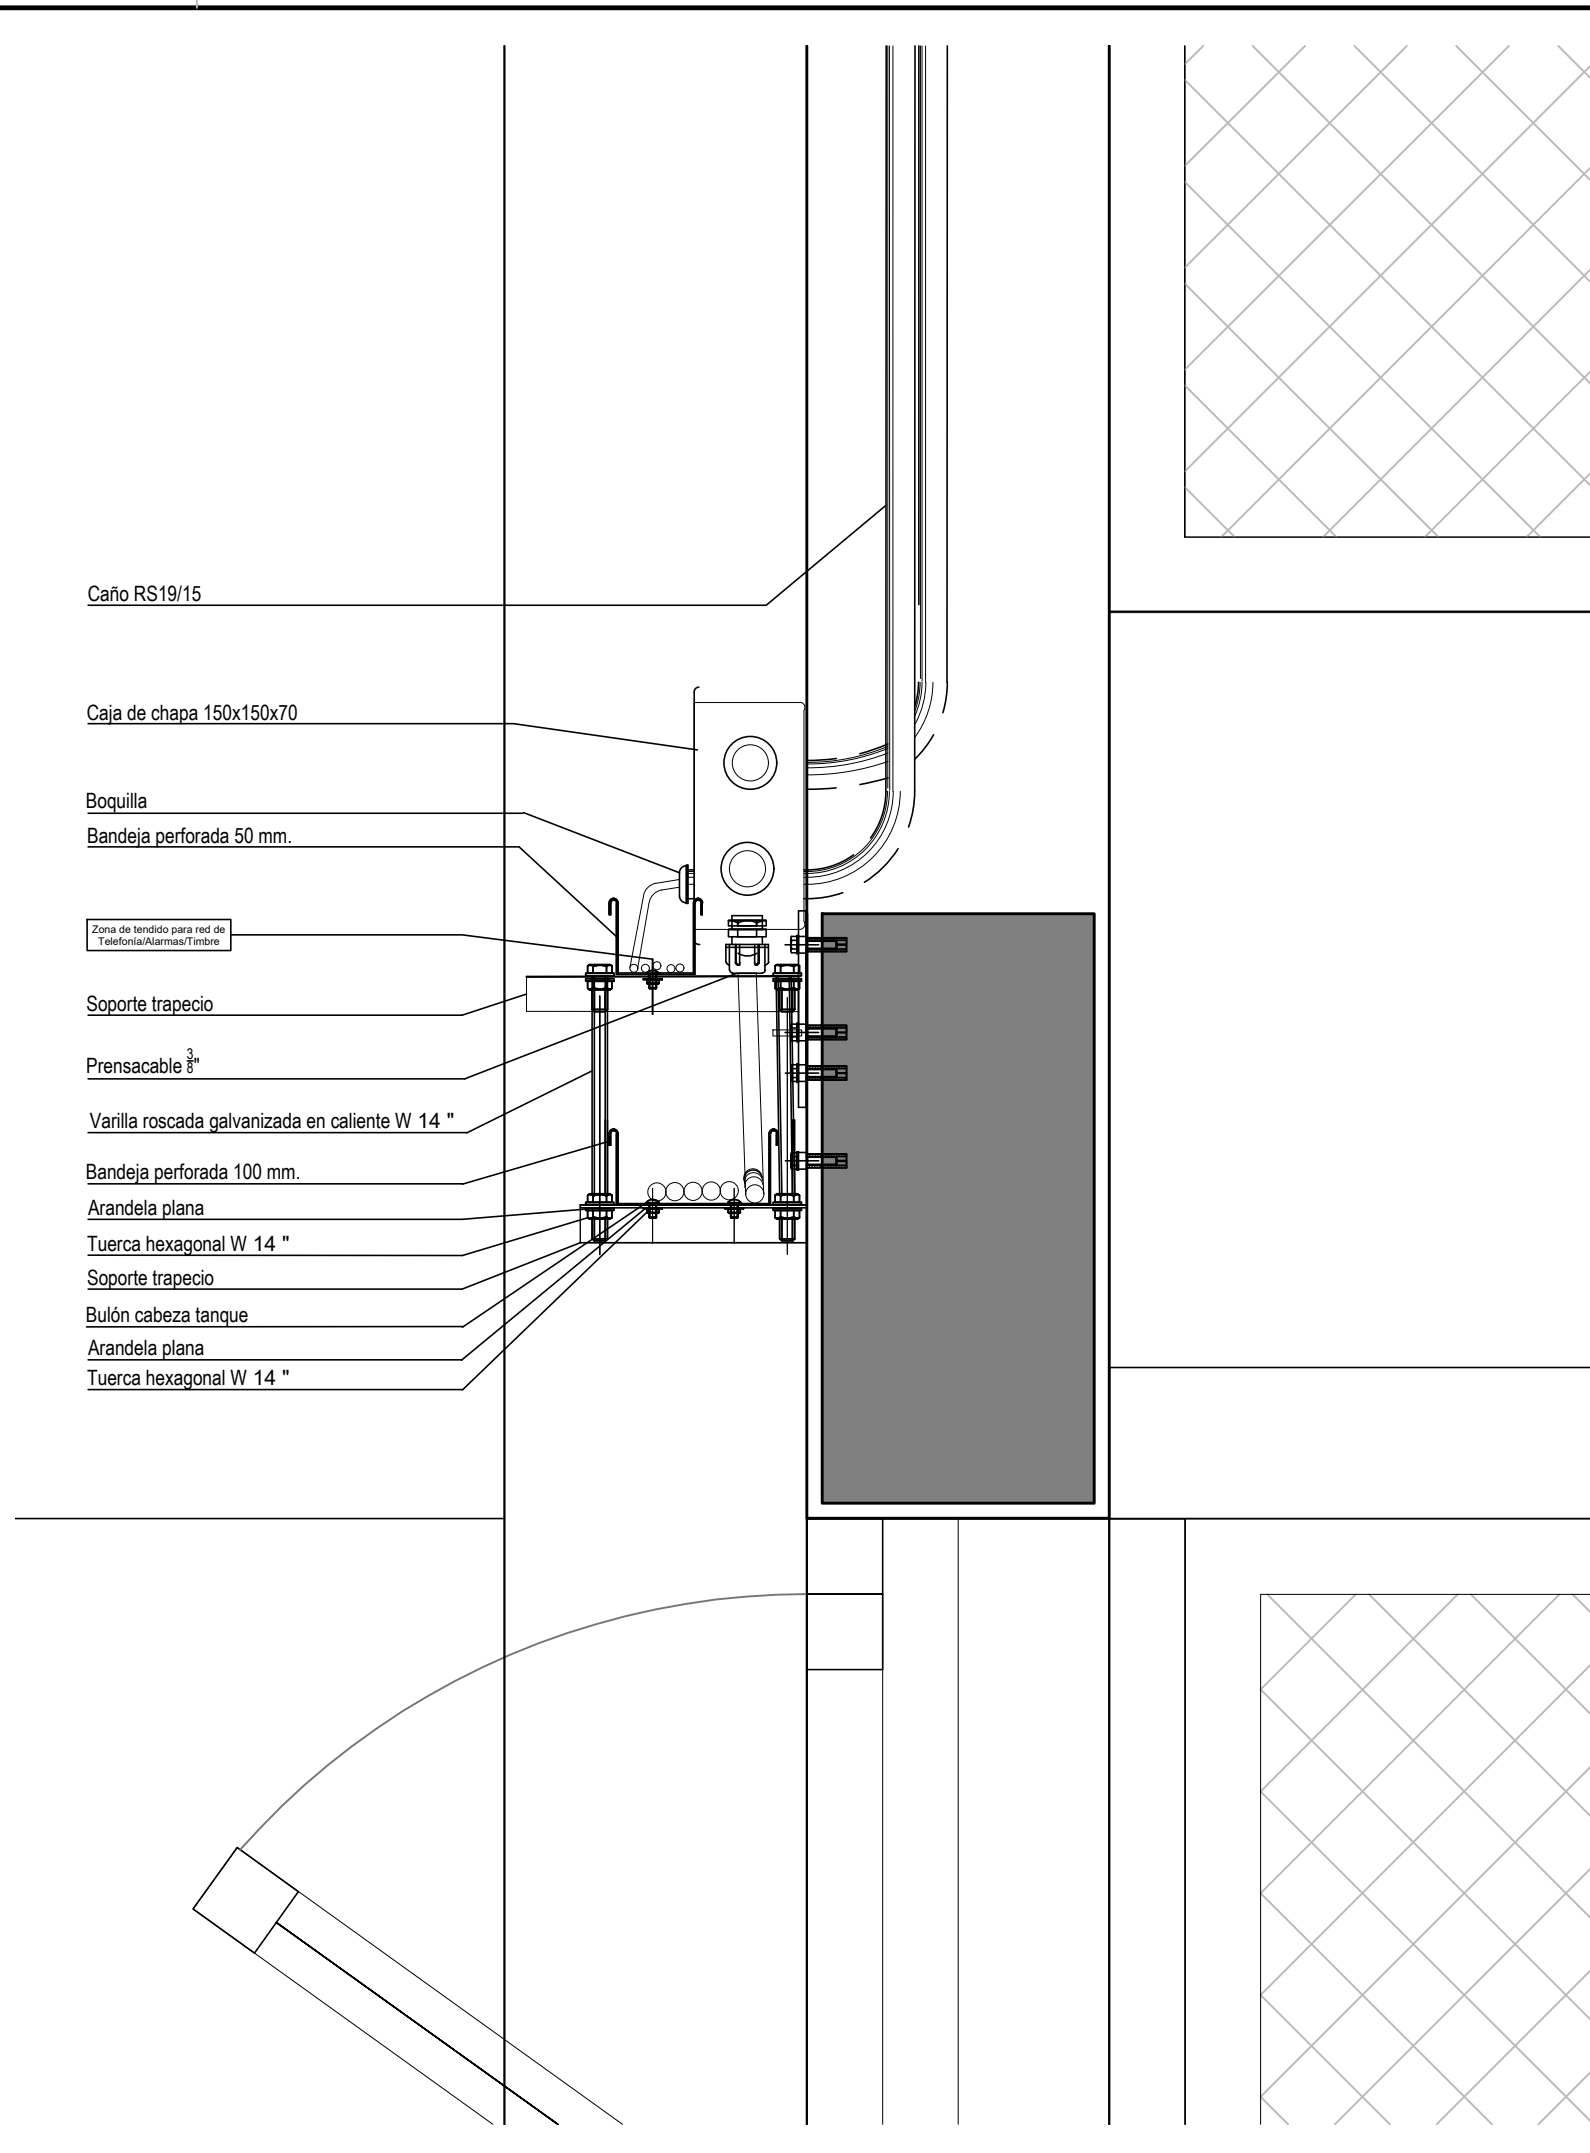 Caño RS19/15
Caja de chapa 150x150x70
Boquilla
Bandeja perforada 50 mm.
Zona de tendido para red de
Telefonía/Alarmas/Timbre
Soporte trapecio
Prensacable 3/8"
Varilla roscada galvanizada en caliente W 14 "
Bandeja perforada 100 mm.
Arandela plana
Tuerca hexagonal W 14 "
Soporte trapecio
Bulón cabeza tanque
Arandela plana
Tuerca hexagonal W 14 "